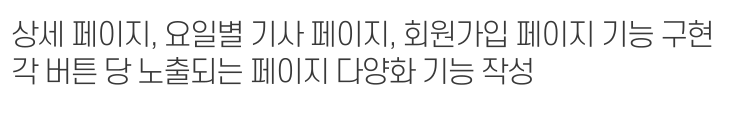 상세 페이지, 요일별 기사 페이지, 회원가입 페이지 기능 구현
각 버튼 당 노출되는 페이지 다양화 기능 작성